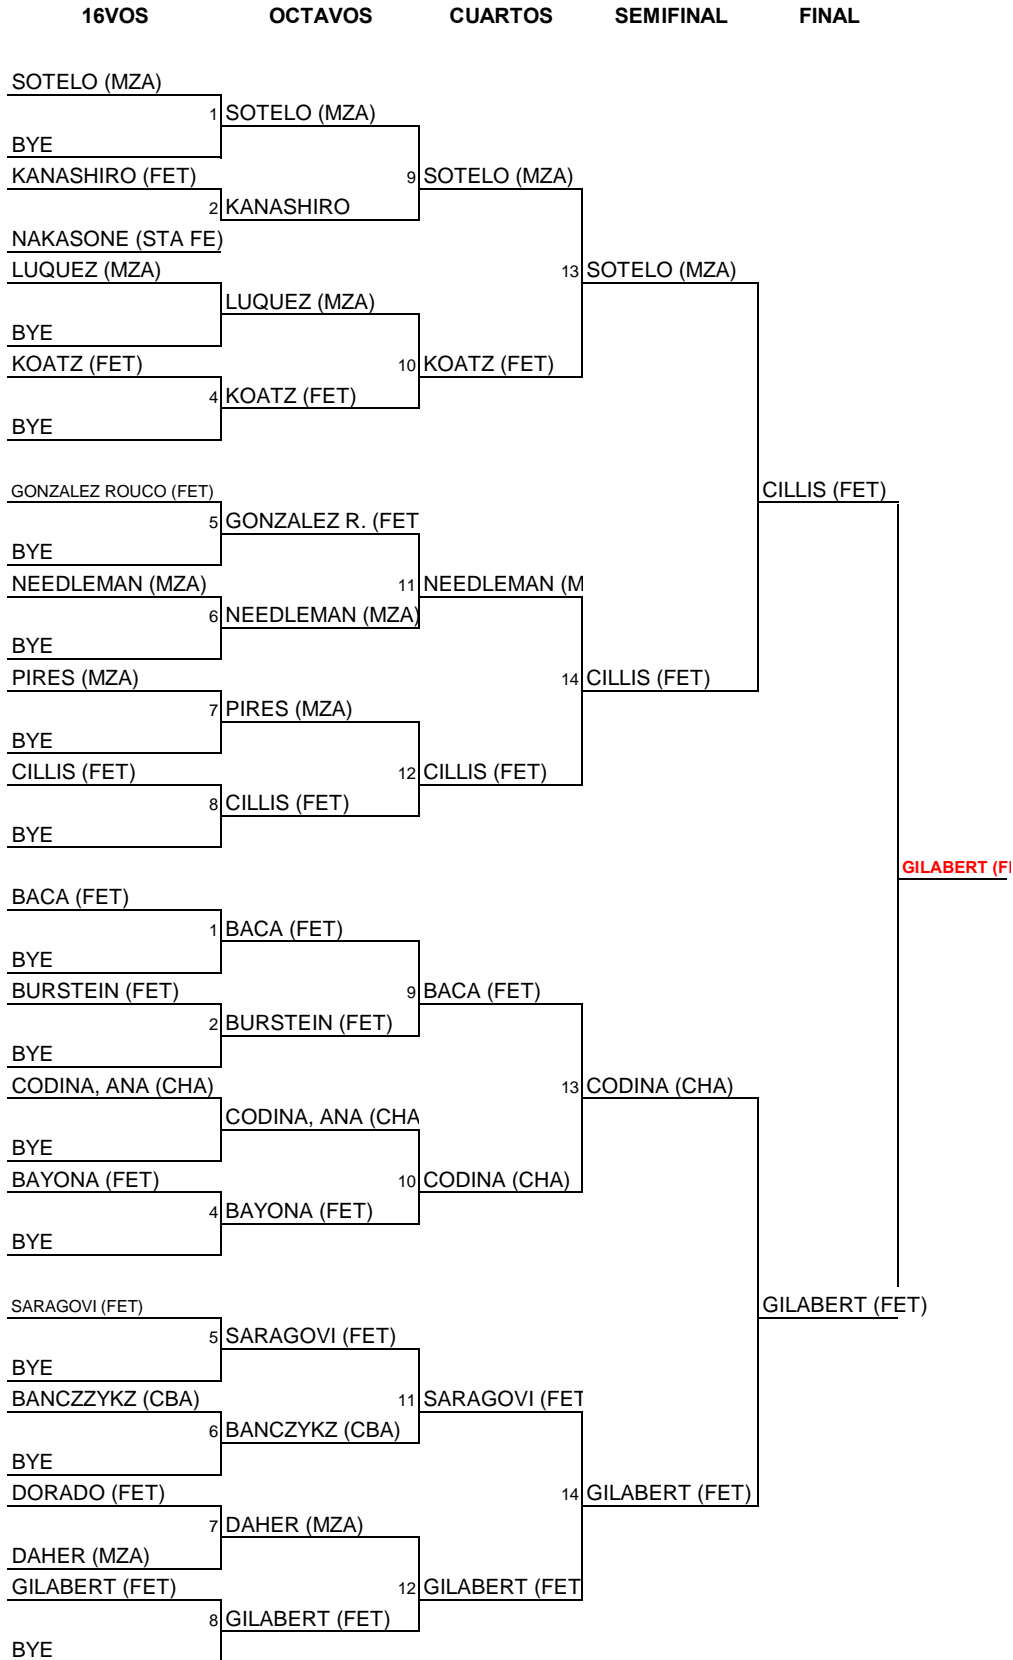 16VOS OCTAVOS CUARTOS SEMIFINAL FINAL
SOTELO (MZA)
1 SOTELO (MZA)
BYE
KANASHIRO (FET) 9 SOTELO (MZA)
2 KANASHIRO
NAKASONE (STA FE)
LUQUEZ (MZA) 13 SOTELO (MZA)
LUQUEZ (MZA)
BYE
KOATZ (FET) 10 KOATZ (FET)
4 KOATZ (FET)
BYE
GONZALEZ ROUCO (FET) CILLIS (FET)
5 GONZALEZ R. (FET
BYE
NEEDLEMAN (MZA) 11 NEEDLEMAN (M
6 NEEDLEMAN (MZA)
BYE
PIRES (MZA) 14 CILLIS (FET)
7 PIRES (MZA)
BYE
CILLIS (FET) 12 CILLIS (FET)
8 CILLIS (FET)
BYE
GILABERT (FE
BACA (FET)
1 BACA (FET)
BYE
BURSTEIN (FET) 9 BACA (FET)
2 BURSTEIN (FET)
BYE
CODINA, ANA (CHA) 13 CODINA (CHA)
CODINA, ANA (CHA
BYE
BAYONA (FET) 10 CODINA (CHA)
4 BAYONA (FET)
BYE
SARAGOVI (FET) GILABERT (FET)
5 SARAGOVI (FET)
BYE
BANCZZYKZ (CBA) 11 SARAGOVI (FET
6 BANCZYKZ (CBA)
BYE
DORADO (FET) 14 GILABERT (FET)
7 DAHER (MZA)
DAHER (MZA)
GILABERT (FET) 12 GILABERT (FET
8 GILABERT (FET)
BYE